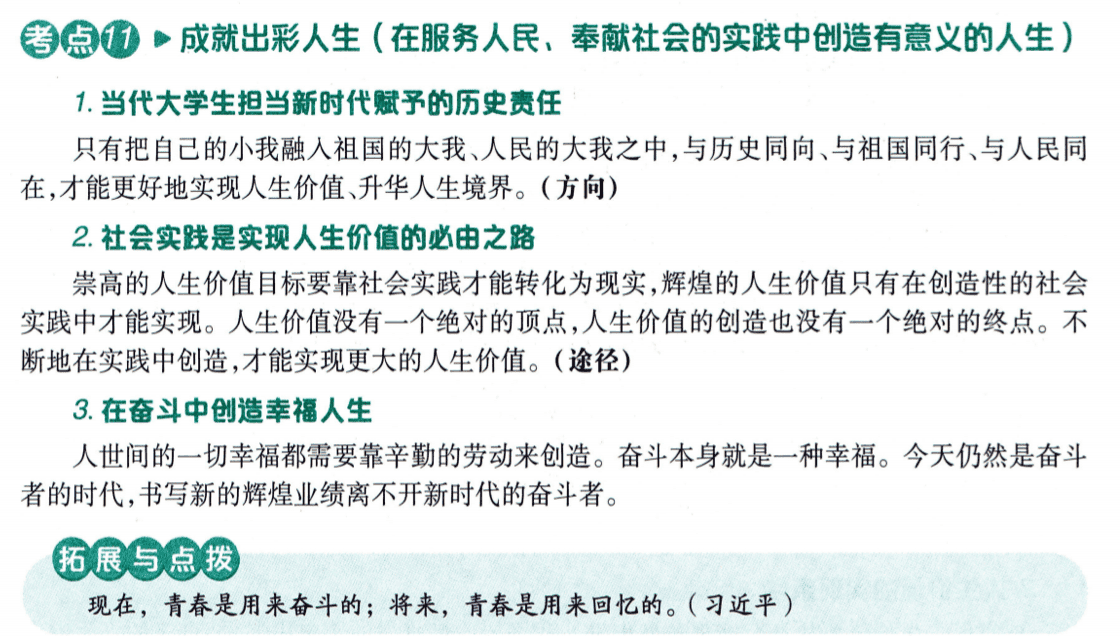 考点11 ▶ 成就出彩人生（在服务人民、奉献社会的实践中创造有意义的人生）
1. 当代大学生担当新时代赋予的历史责任
只有把自己的小我融入祖国的大我、人民的大我之中，与历史同向、与祖国同行、与人民同
在，才能更好地实现人生价值、升华人生境界。（方向）
2. 社会实践是实现人生价值的必由之路
崇高的人生价值目标要靠社会实践才能转化为现实，辉煌的人生价值只有在创造性的社会
实践中才能实现。人生价值没有一个绝对的顶点，人生价值的创造也没有一个绝对的终点。不
断地在实践中创造，才能实现更大的人生价值。（途径）
3. 在奋斗中创造幸福人生
人世间的一切幸福都需要靠辛勤的劳动来创造。奋斗本身就是一种幸福。今天仍然是奋斗
者的时代，书写新的辉煌业绩离不开新时代的奋斗者。
拓展与点拨
现在，青春是用来奋斗的；将来，青春是用来回忆的。（习近平）